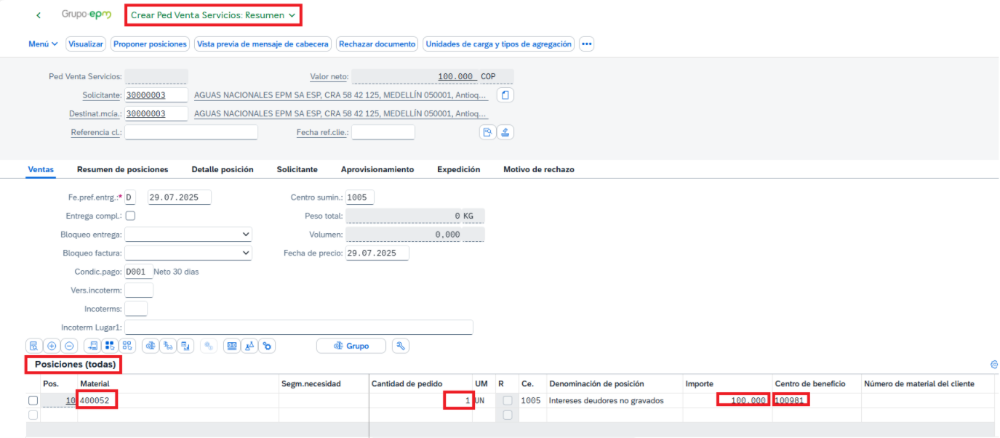 Grupo·epm Crear Ped Venta Servicios: Resumen
Menú Visualizar Proponer posiciones Vista previa de mensaje de cabecera Rechazar documento Unidades de carga y tipos de agregación •••
Ped Venta Servicios: Valor neto: 100.000 COP
Solicitante: 30000003 AGUAS NACIONALES EPM SA ESP, CRA 58 42 125, MEDELLÍN 050001, Antioq...
Destinat.mcía.: 30000003 AGUAS NACIONALES EPM SA ESP, CRA 58 42 125, MEDELLÍN 050001, Antioq...
Referencia cl.: Fecha ref.clie.:
Ventas Resumen de posiciones Detalle posición Solicitante Aprovisionamiento Expedición Motivo de rechazo
Fe.pref.entrg.:* D 29.07.2025 Centro sumin.: 1005
Entrega compl.: Peso total: 0 KG
Bloqueo entrega: Volumen: 0,000
Bloqueo factura: Fecha de precio: 29.07.2025
Condic.pago: D001 Neto 30 dias
Vers.incoterm:
Incoterms:
Incoterm Lugar1:
Grupo
Posiciones (todas)
Pos. Material Segm.necesidad Cantidad de pedido UM R Ce. Denominación de posición Importe Centro de beneficio Número de material del cliente
10 400052 1 UN 1005 Intereses deudores no gravados 100.000 100981